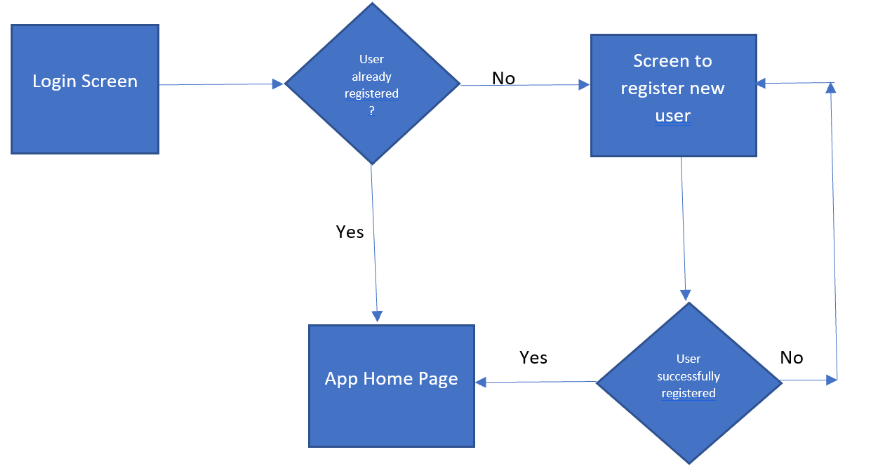 Login Screen
User
already
registered
?
No
Screen to
register new
user
Yes
App Home Page
Yes
User
successfully
registered
No